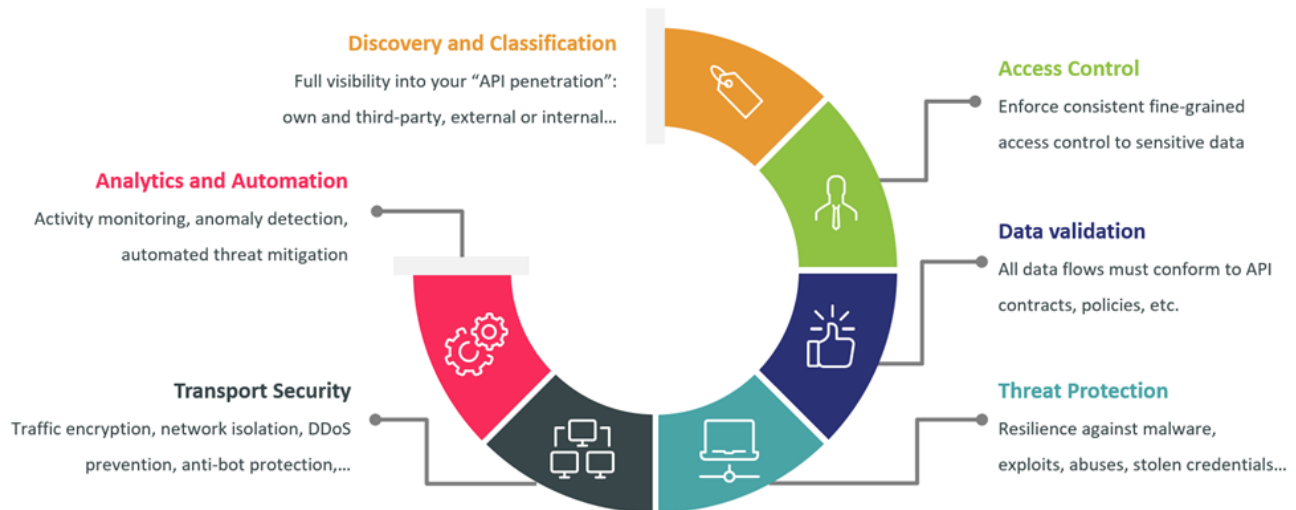 Discovery and Classification
Full visibility into your “API penetration”:
own and third-party, external or internal...
Access Control
Enforce consistent fine-grained
access control to sensitive data
Analytics and Automation
Activity monitoring, anomaly detection,
automated threat mitigation
Data validation
All data flows must conform to API
contracts, policies, etc.
Transport Security
Traffic encryption, network isolation, DDoS
prevention, anti-bot protection,...
Threat Protection
Resilience against malware,
exploits, abuses, stolen credentials...